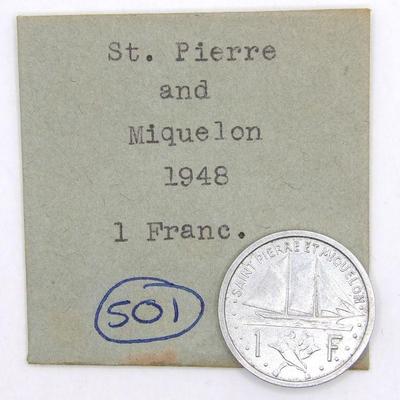 St. Pierre
and
Miquelon
1948
1 Franc.
501
SAINT PIERRE ET MIQUELON
1 F